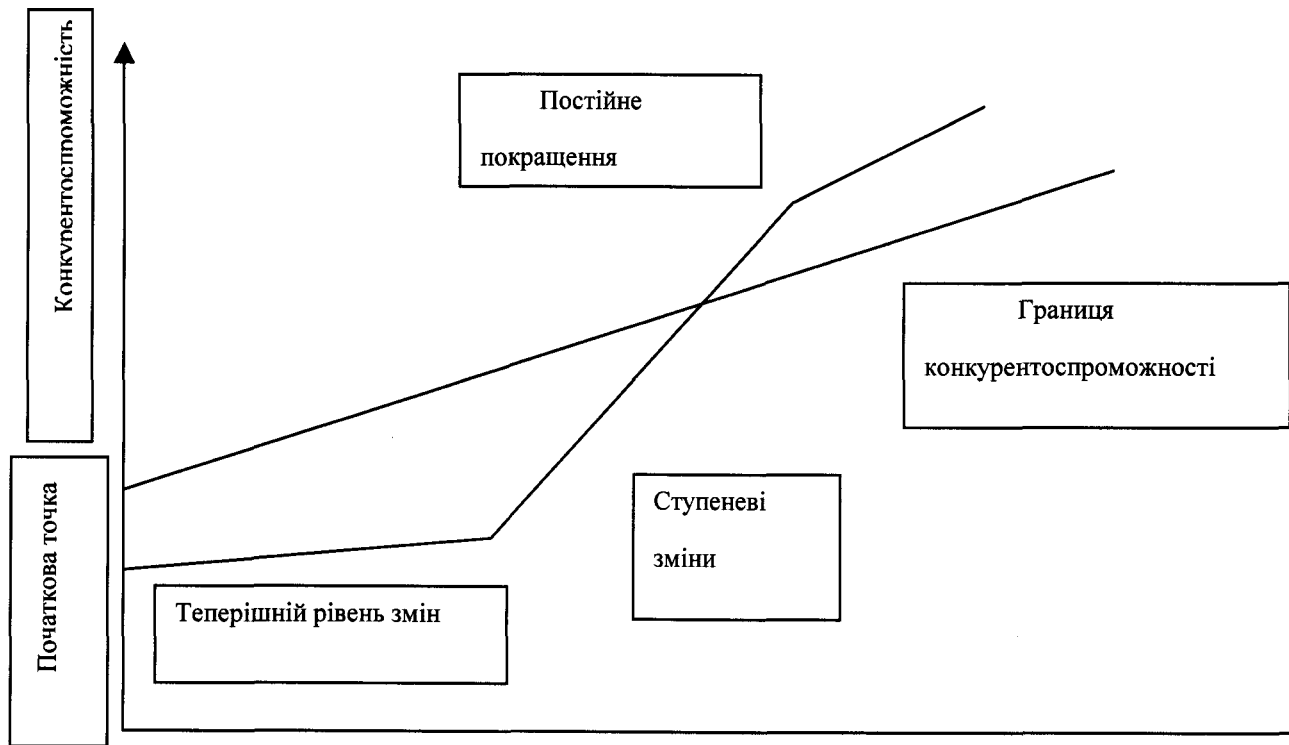 Конкурентоспроможність
Постійне
покращення
Границя
конкурентоспроможності
Ступеневі
зміни
Початкова точка
Теперішній рівень змін